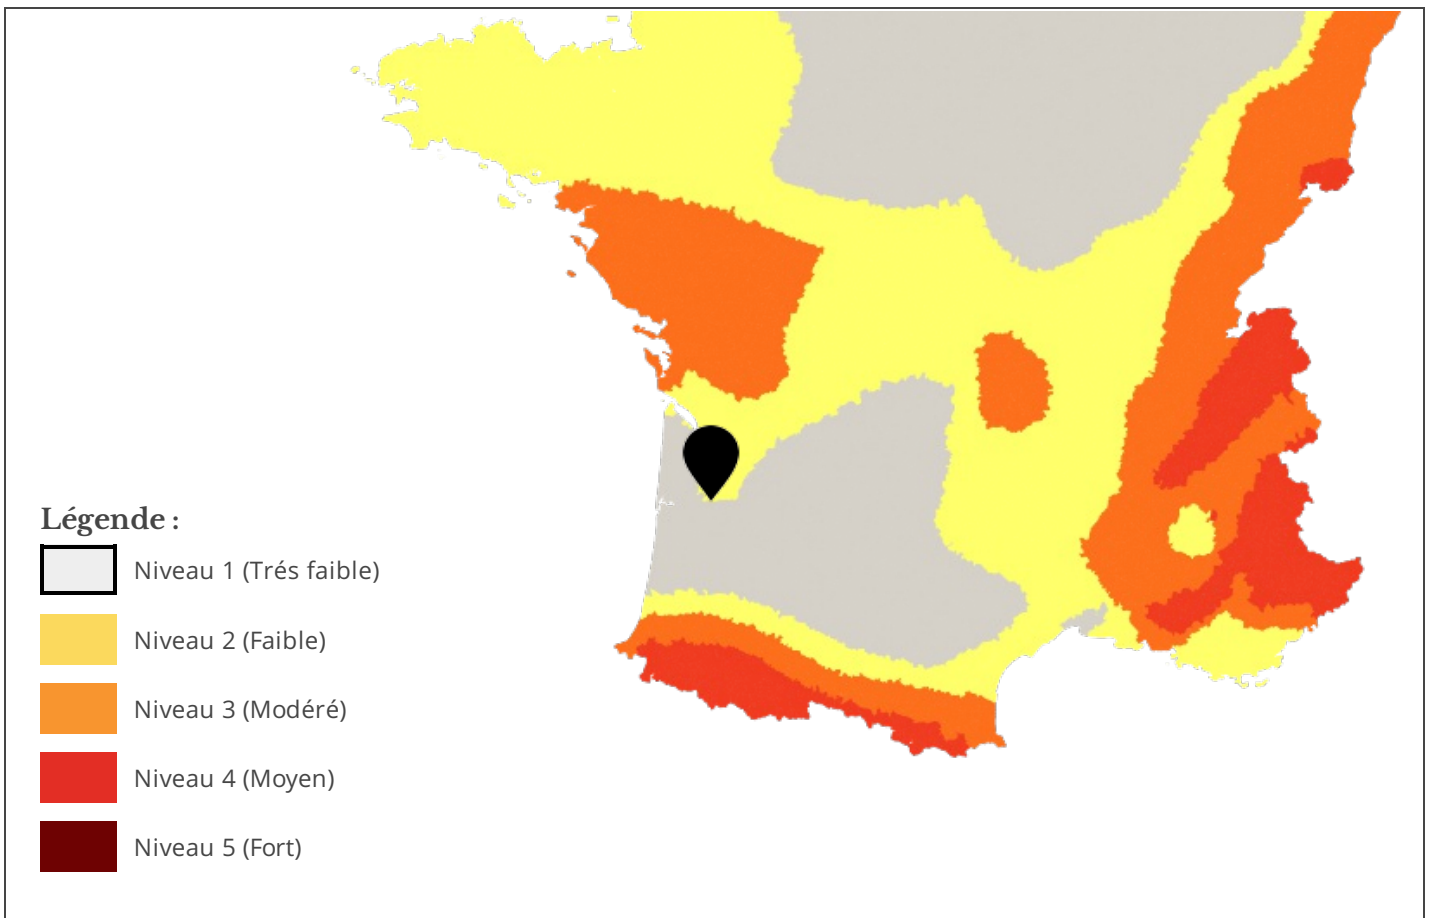 Légende :
Niveau 1 (Trés faible)
Niveau 2 (Faible)
Niveau 3 (Modéré)
Niveau 4 (Moyen)
Niveau 5 (Fort)